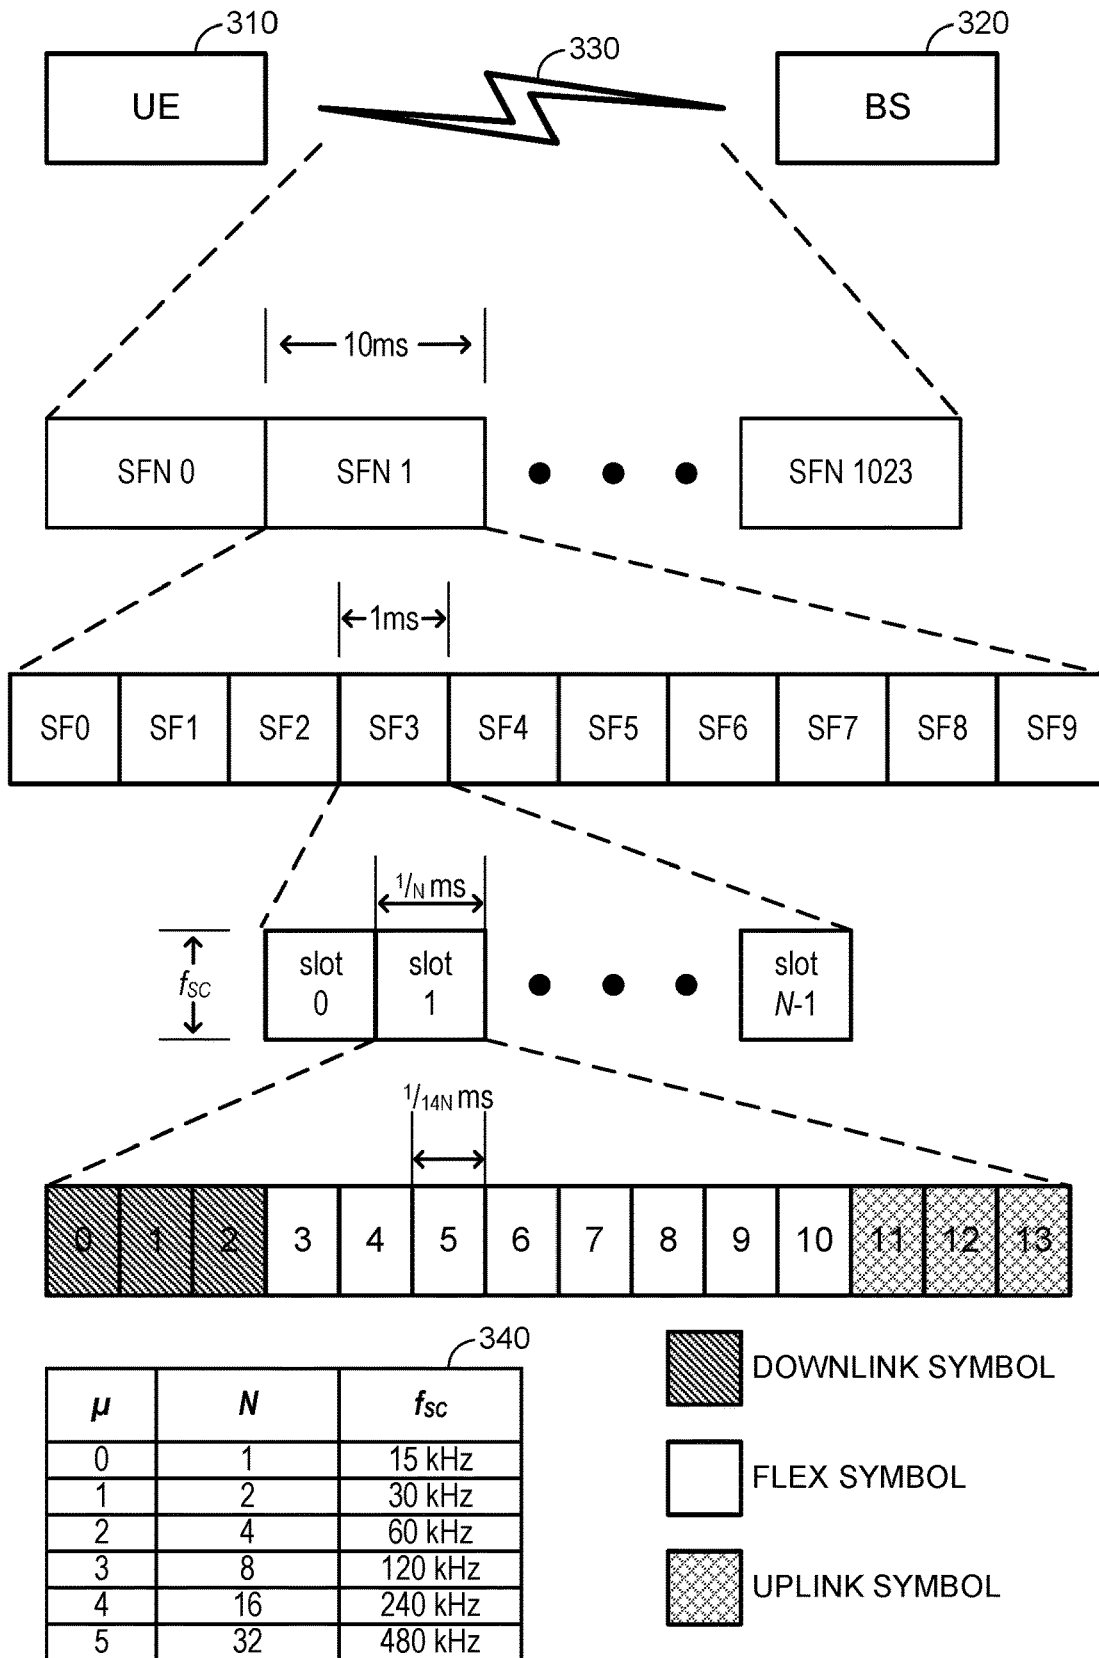 310
330
320
UE
BS
10ms
SFN 0 SFN 1 SFN 1023
1ms
SF0 SF1 SF2 SF3 SF4 SF5 SF6 SF7 SF8 SF9
1/N ms
fSC
slot 0
slot 1
slot N-1
1/14N ms
0 1 2 3 4 5 6 7 8 9 10 11 12 13
340
μ N fSC
0 1 15 kHz
1 2 30 kHz
2 4 60 kHz
3 8 120 kHz
4 16 240 kHz
5 32 480 kHz
DOWNLINK SYMBOL
FLEX SYMBOL
UPLINK SYMBOL